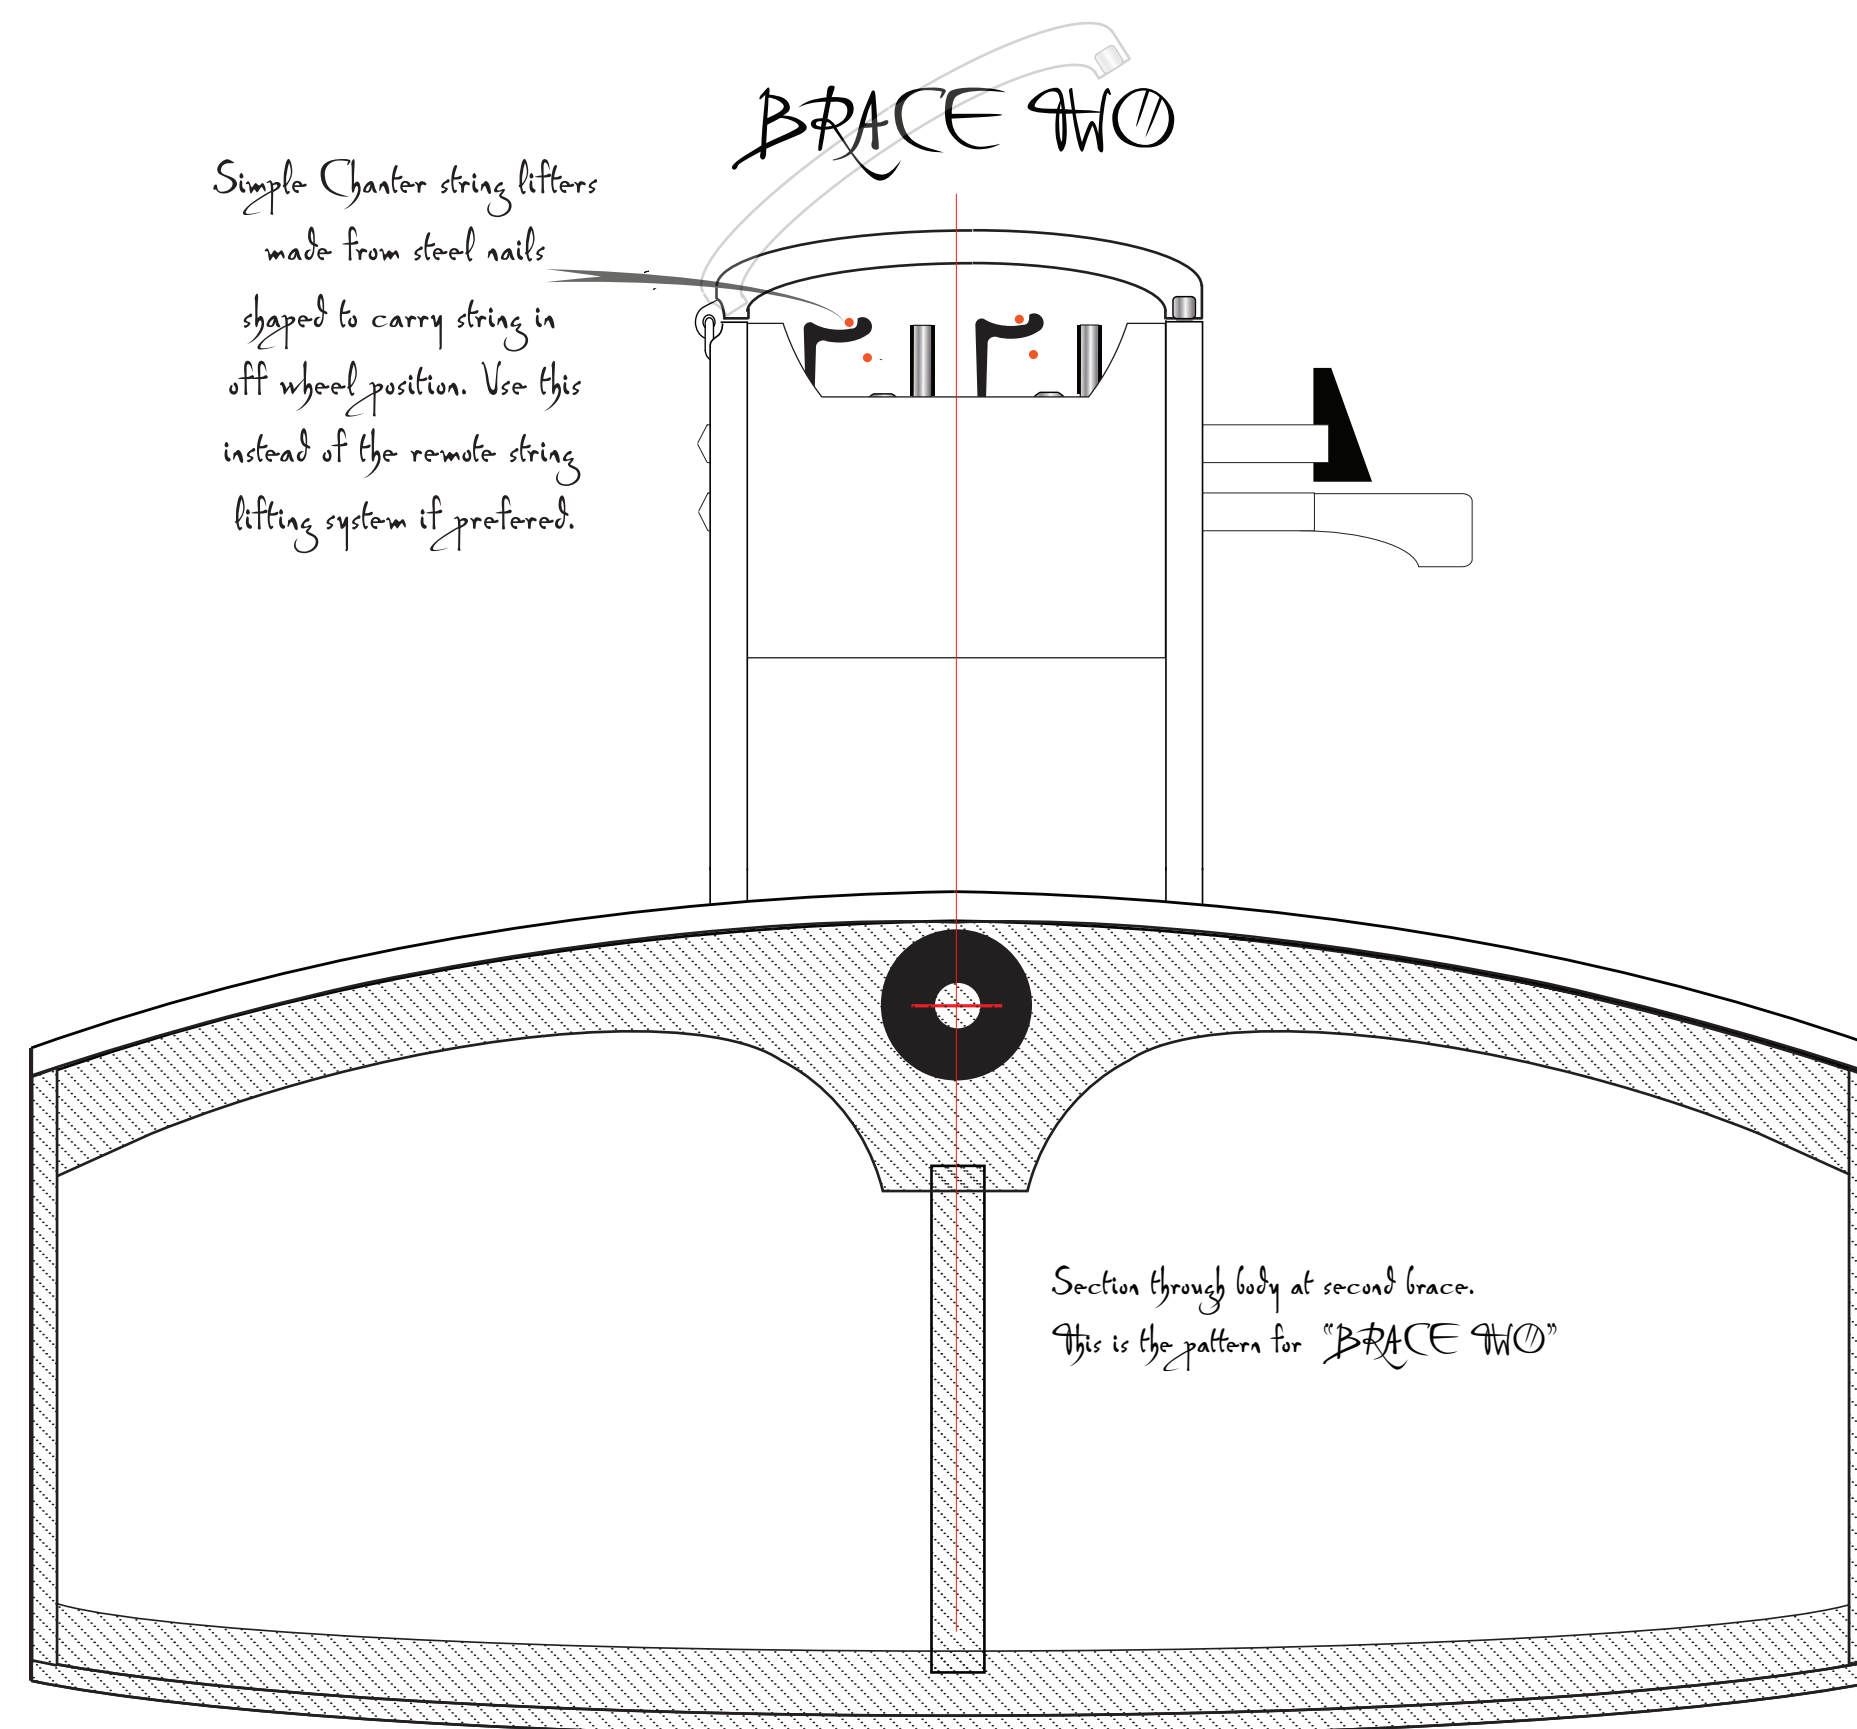 BRACE TWO
Simple Chanter string lifters
made from steel nails
shaped to carry string in
off wheel position. Use this
instead of the remote string
lifting system if prefered.
Section through body at second brace.
This is the pattern for “BRACE TWO”